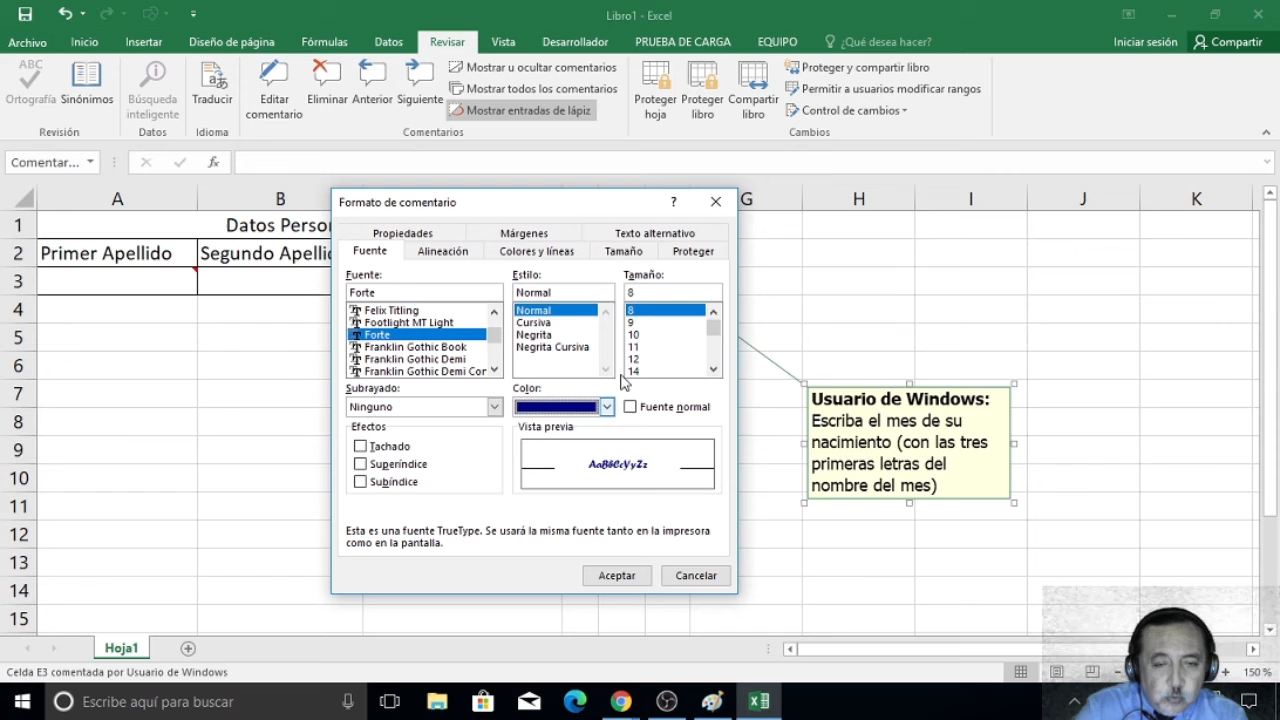 Libro1 - Excel
Archivo Inicio Insertar Diseño de página Fórmulas Datos Revisar Vista Desarrollador PRUEBA DE CARGA EQUIPO ¿Qué desea hacer? Iniciar sesión Compartir
ABC
Ortografía Sinónimos
Búsqueda inteligente
Traducir
Editar comentario
Eliminar Anterior Siguiente
Mostrar u ocultar comentarios
Mostrar todos los comentarios
Mostrar entradas de lápiz
Proteger hoja
Proteger libro
Compartir libro
Proteger y compartir libro
Permitir a usuarios modificar rangos
Control de cambios
Revisión Datos Idioma Comentarios Cambios
Comentar... fx
A B G H I J K
1 Datos Person
2 Primer Apellido Segundo Apellid
3
4
5
6
7
8
9
10
11
12
13
14
15
Formato de comentario ?
Propiedades Márgenes Texto alternativo
Fuente Alineación Colores y líneas Tamaño Proteger
Fuente: Estilo: Tamaño:
Forte Normal 8
Felix Titling Normal 8
Footlight MT Light Cursiva 9
Forte Negrita 10
Franklin Gothic Book Negrita Cursiva 11
Franklin Gothic Demi 12
Franklin Gothic Demi Cor 14
Subrayado: Color:
Ninguno Fuente normal
Efectos Vista previa
Tachado
Superíndice AaBbCcYyZz
Subíndice
Esta es una fuente TrueType. Se usará la misma fuente tanto en la impresora
como en la pantalla.
Aceptar Cancelar
Usuario de Windows:
Escriba el mes de su
nacimiento (con las tres
primeras letras del
nombre del mes)
Hoja1
Celda E3 comentada por Usuario de Windows 150 %
Escribe aquí para buscar